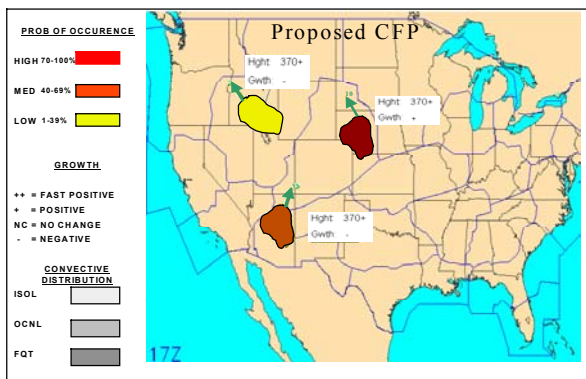 Proposed CFP
PROB OF OCCURENCE
HIGH 70-100%
MED 40-69%
LOW 1-39%
GROWTH
++ = FAST POSITIVE
+ = POSITIVE
NC = NO CHANGE
- = NEGATIVE
CONVECTIVE
DISTRIBUTION
ISOL
OCNL
FQT
Hght: 370+
Gwth: -
Hght: 370+
Gwth: -
Hght: 370+
Gwth: -
17Z